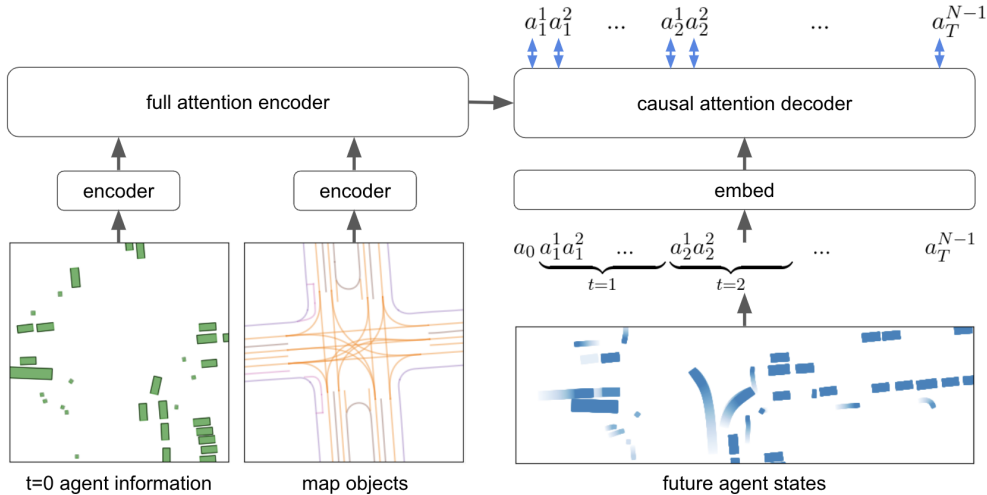 a_1^1 a_1^2 ... a_2^1 a_2^2 ... a_T^{N-1}
full attention encoder
causal attention decoder
encoder
encoder
embed
a_0 a_1^1 a_1^2 ... a_2^1 a_2^2 ... a_T^{N-1}
t=1
t=2
t=0 agent information
map objects
future agent states